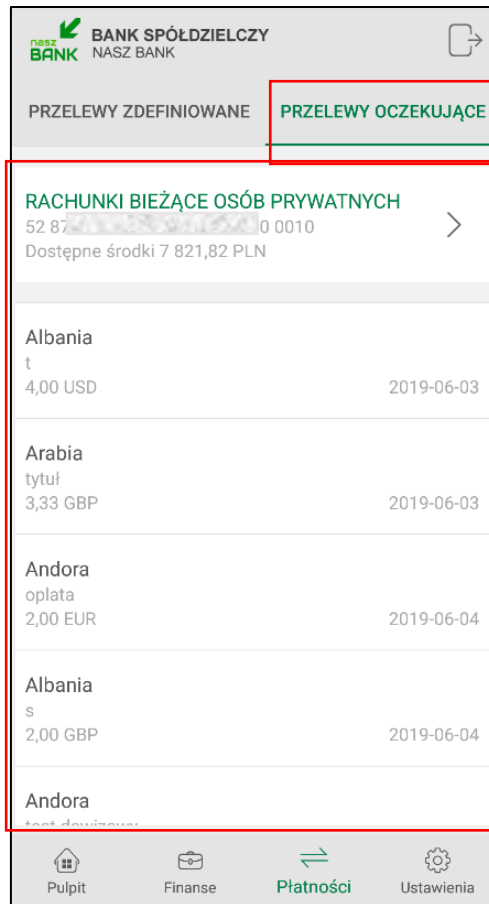 nasz BANK
BANK SPÓŁDZIELCZY
NASZ BANK
PRZELEWY ZDEFINIOWANE
PRZELEWY OCZEKUJĄCE
RACHUNKI BIEŻĄCE OSÓB PRYWATNYCH
52 87 0 0010
Dostępne środki 7 821,82 PLN
Albania
t
4,00 USD 2019-06-03
Arabia
tytuł
3,33 GBP 2019-06-03
Andora
oplata
2,00 EUR 2019-06-04
Albania
s
2,00 GBP 2019-06-04
Andora
test dewizowy
Pulpit Finanse Płatności Ustawienia